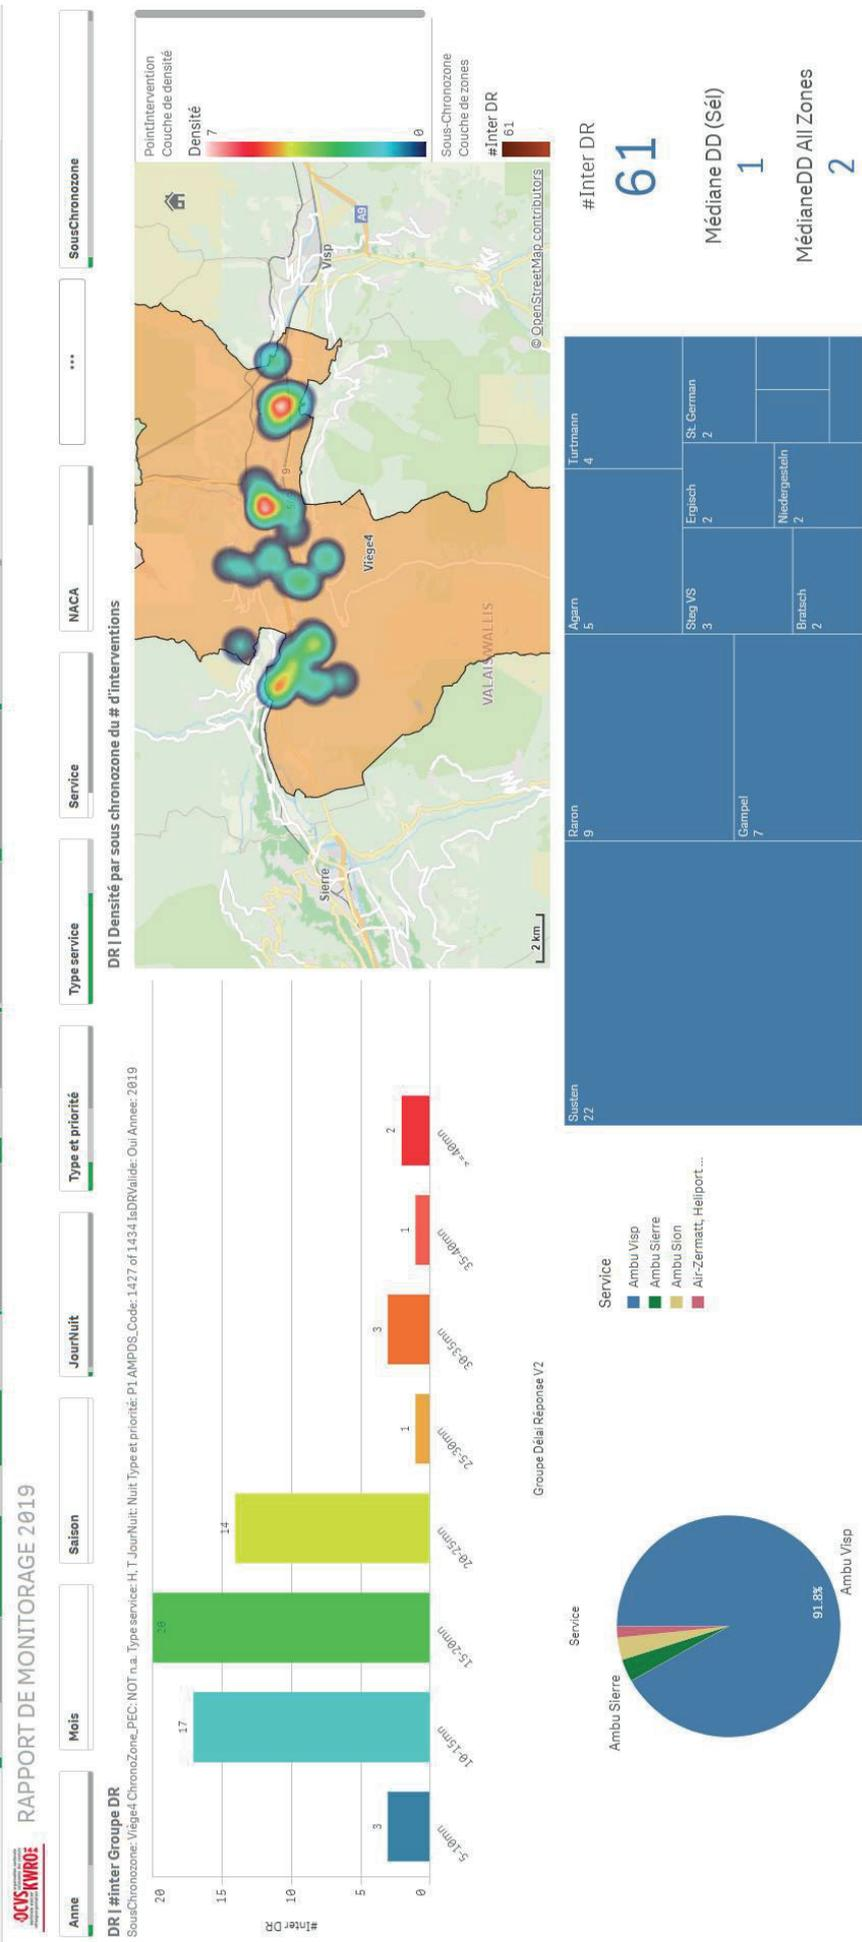 OCVS
KWRO
RAPPORT DE MONITORAGE 2019
Anne
Mois
Saison
JourNuit
Type et priorité
Type service
Service
NACA
...
SousChronozone
DR | #inter Groupe DR
SousChronozone: Viège4 ChronoZone_PEC: NOT n.a. Type service: H, T JourNuit: Nuit Type et priorité: P1 AMPDS_Code: 1427 of 1434 IsDRValide: Oui Annee: 2019
#Inter DR
20
15
10
5
0
3
17
20
14
1
3
1
2
5-10mn
10-15mn
15-20mn
20-25mn
25-30mn
30-35mn
35-40mn
>=40mn
Groupe Délai Réponse V2
DR | Densité par sous chronozone du # d'interventions
Sierre
Viège4
Visp
VALAIS/WALLIS
A9
9
2 km
© OpenStreetMap contributors
PointIntervention
Couche de densité
Densité
7
0
Sous-Chronozone
Couche de zones
#Inter DR
61
Service
Ambu Sierre
91.8%
Ambu Visp
Service
Ambu Visp
Ambu Sierre
Ambu Sion
Air-Zermatt, Heliport ...
Susten
22
Raron
9
Gampel
7
Agarn
5
Turtmann
4
Steg VS
3
Bratsch
2
Ergisch
2
Niedergesteln
2
St. German
2
#Inter DR
61
Médiane DD (Sél)
1
MédianeDD All Zones
2